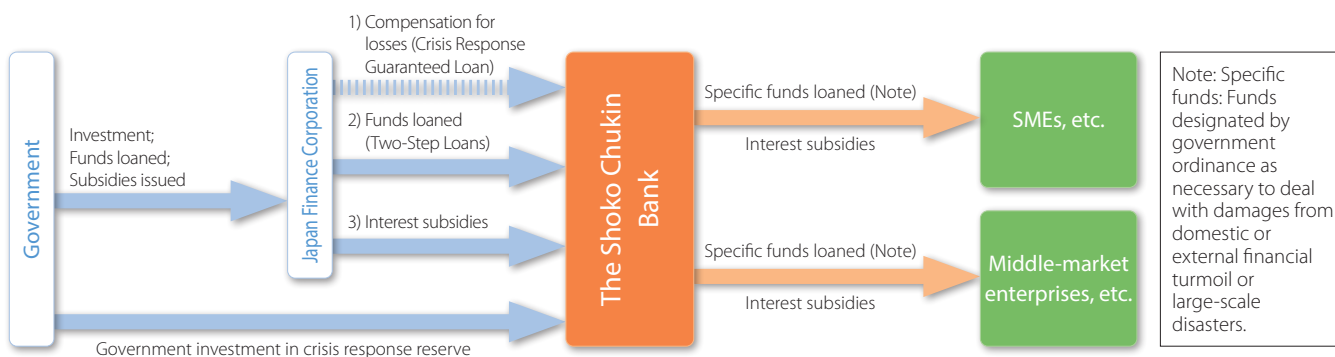 Government
Investment;
Funds loaned;
Subsidies issued
Japan Finance Corporation
1) Compensation for
losses (Crisis Response
Guaranteed Loan)
2) Funds loaned
(Two-Step Loans)
3) Interest subsidies
Government investment in crisis response reserve
The Shoko Chukin
Bank
Specific funds loaned (Note)
Interest subsidies
SMEs, etc.
Specific funds loaned (Note)
Interest subsidies
Middle-market
enterprises, etc.
Note: Specific
funds: Funds
designated by
government
ordinance as
necessary to deal
with damages from
domestic or
external financial
turmoil or
large-scale
disasters.